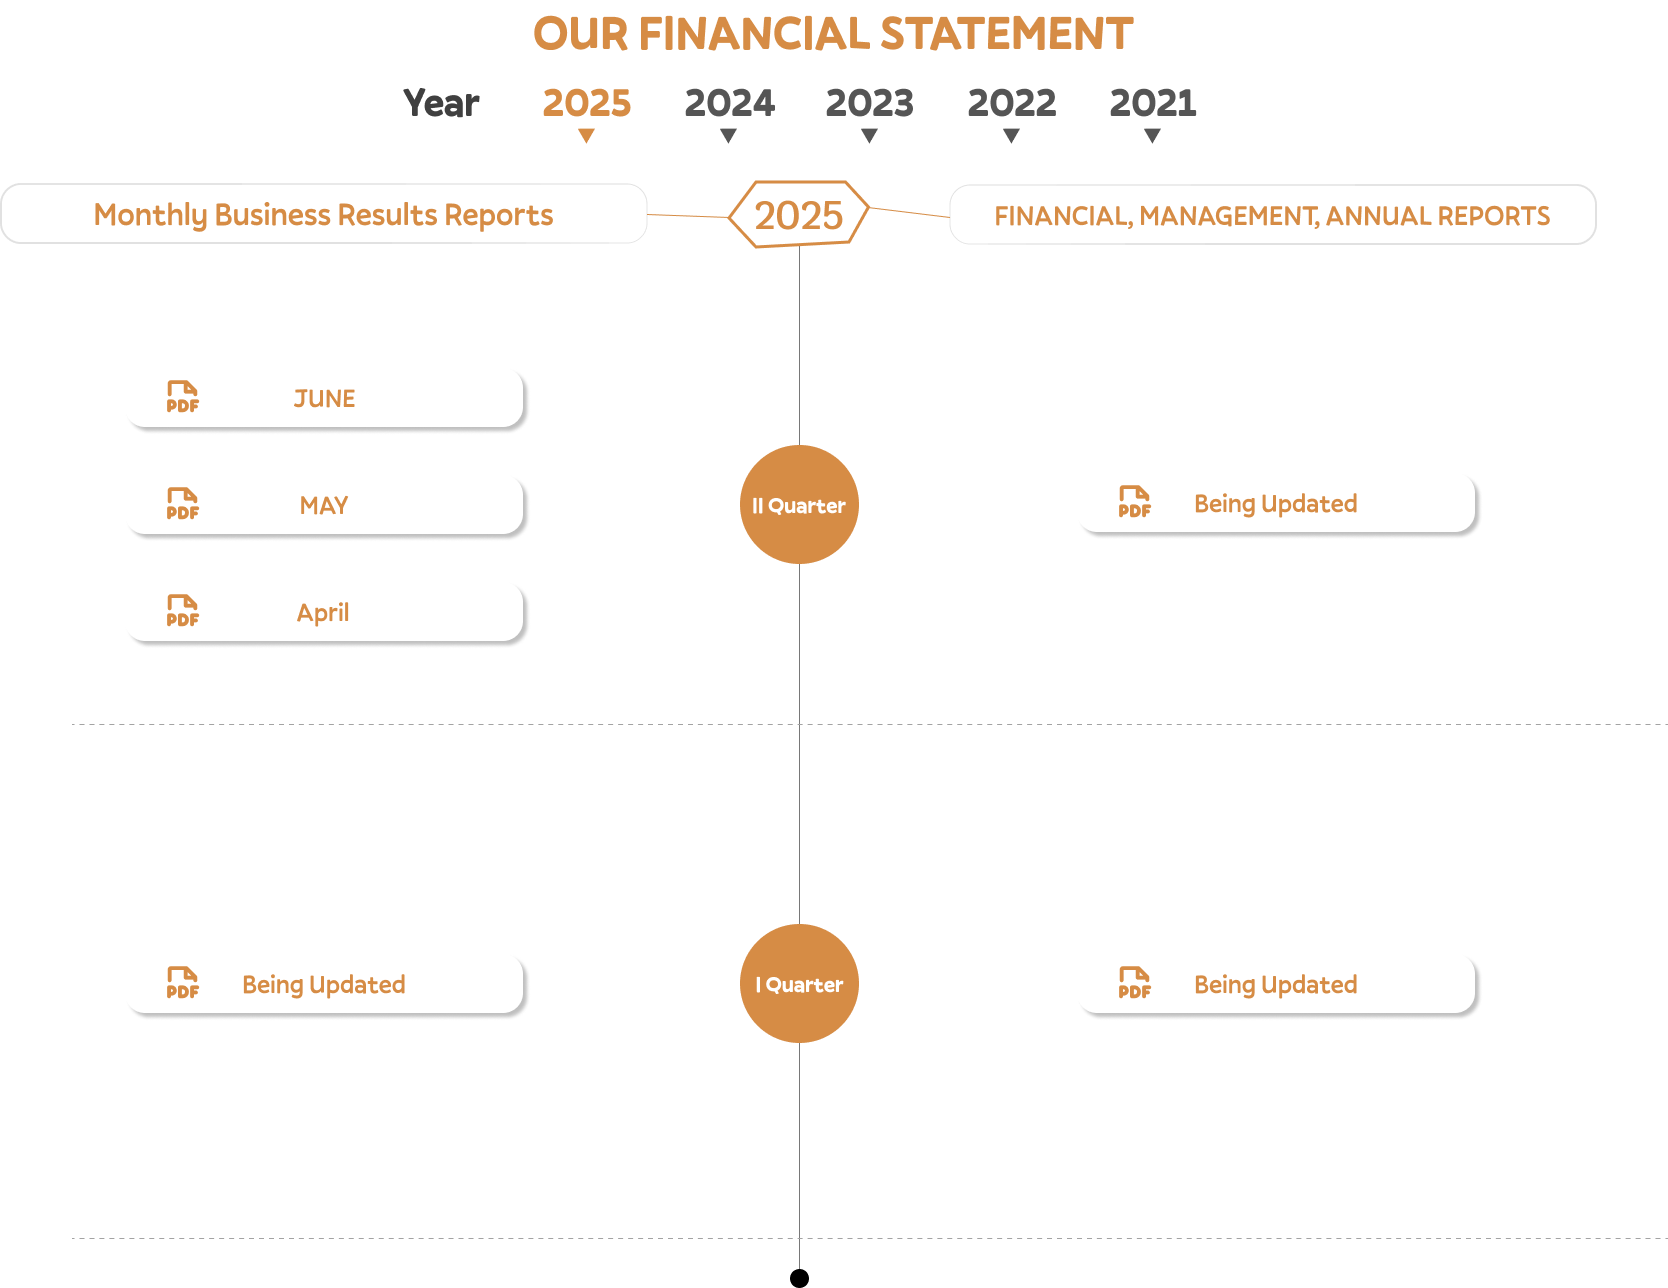 OUR FINANCIAL STATEMENT
Year 2025 2024 2023 2022 2021
Monthly Business Results Reports
2025
FINANCIAL, MANAGEMENT, ANNUAL REPORTS
PDF JUNE
PDF MAY
PDF April
II Quarter
PDF Being Updated
PDF Being Updated
I Quarter
PDF Being Updated